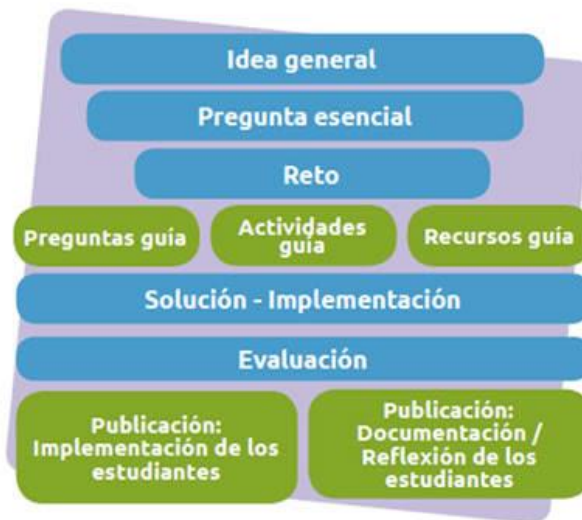 Idea general
Pregunta esencial
Reto
Preguntas guía
Actividades
guía
Recursos guía
Solución - Implementación
Evaluación
Publicación:
Implementación de los
estudiantes
Publicación:
Documentación /
Reflexión de los
estudiantes